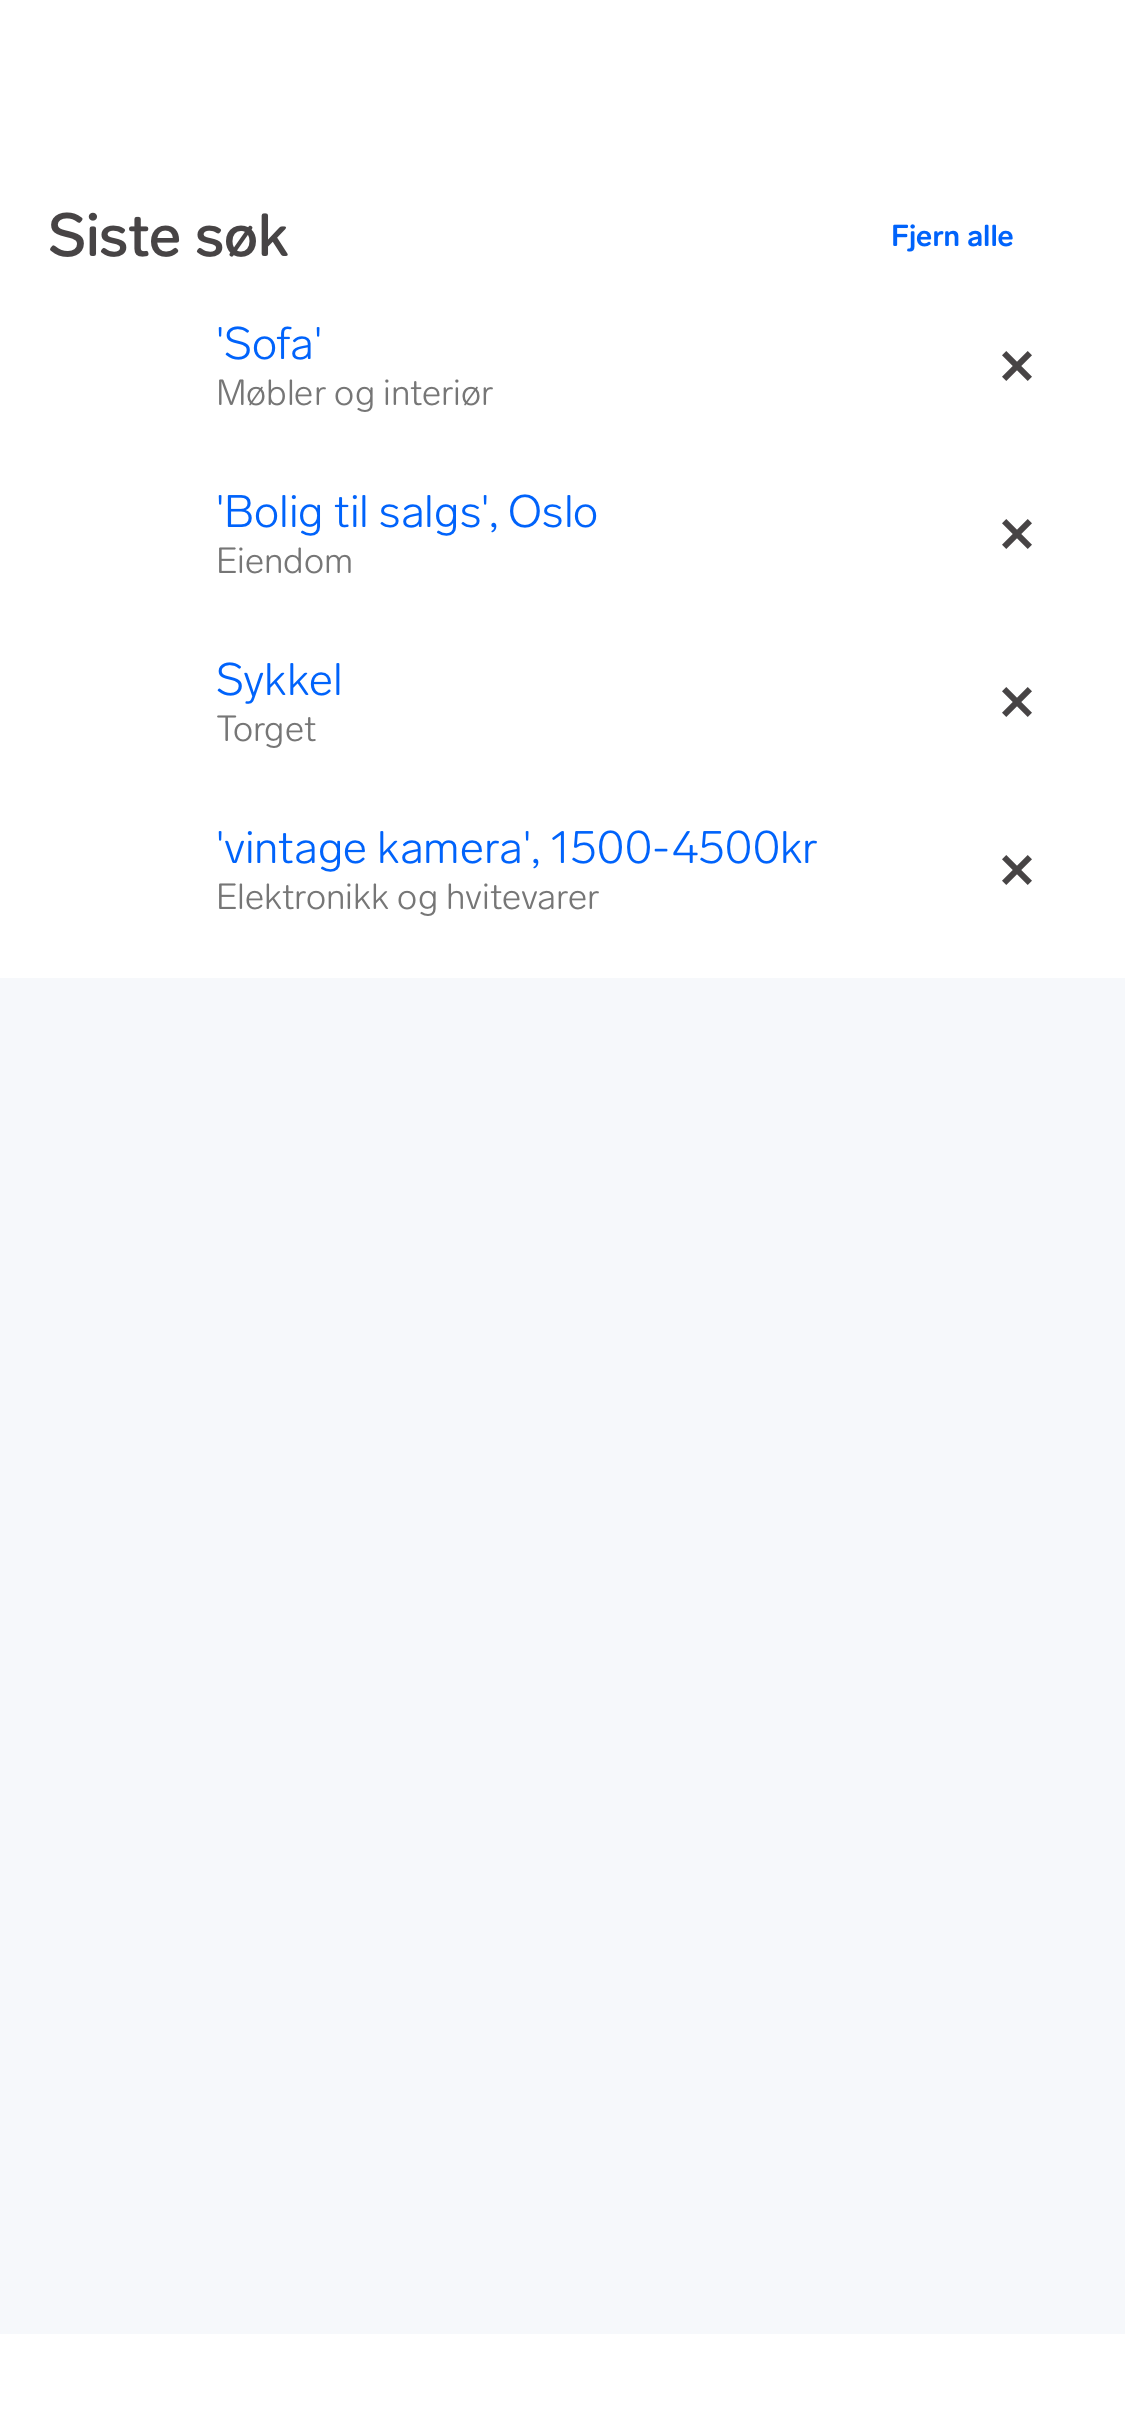 Siste søk
Fjern alle
'Sofa'
Møbler og interiør
'Bolig til salgs', Oslo
Eiendom
Sykkel
Torget
'vintage kamera', 1500-4500kr
Elektronikk og hvitevarer